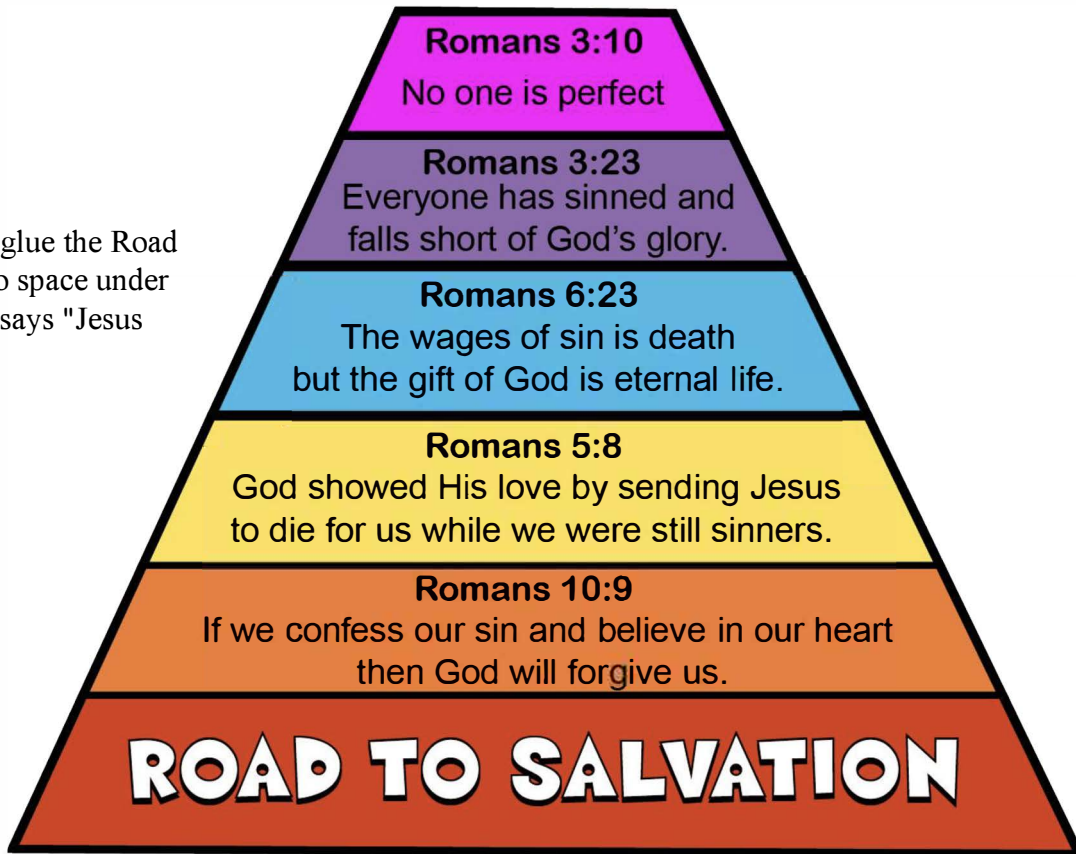 Romans 3:10
No one is perfect
Romans 3:23
Everyone has sinned and
falls short of God's glory.
glue the Road
o space under
says "Jesus
Romans 6:23
The wages of sin is death
but the gift of God is eternal life.
Romans 5:8
God showed His love by sending Jesus
to die for us while we were still sinners.
Romans 10:9
If we confess our sin and believe in our heart
then God will forgive us.
ROAD TO SALVATION